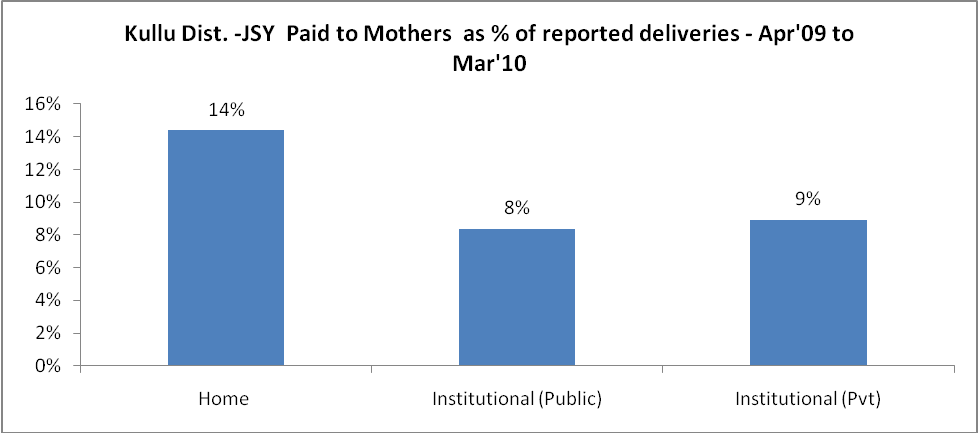 Kullu Dist. -JSY  Paid to Mothers  as % of reported deliveries - Apr'09 to
Mar'10
16%
14%
12%
10%
8%
6%
4%
2%
0%
14%
8%
9%
Home
Institutional (Public)
Institutional (Pvt)